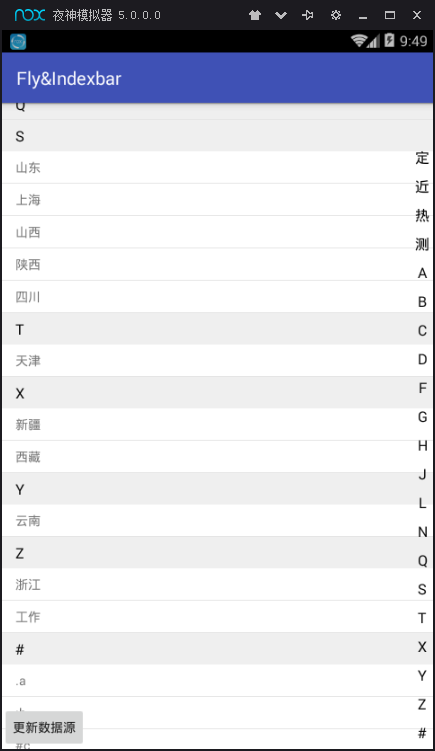 nox 夜神模拟器 5.0.0.0
9:49
Fly&Indexbar
Q
S
山东
上海
山西
陕西
四川
T
天津
X
新疆
西藏
Y
云南
Z
浙江
工作
#
.a
更新数据源
#c
定
近
热
测
A
B
C
D
F
G
H
J
L
N
Q
S
T
X
Y
Z
#